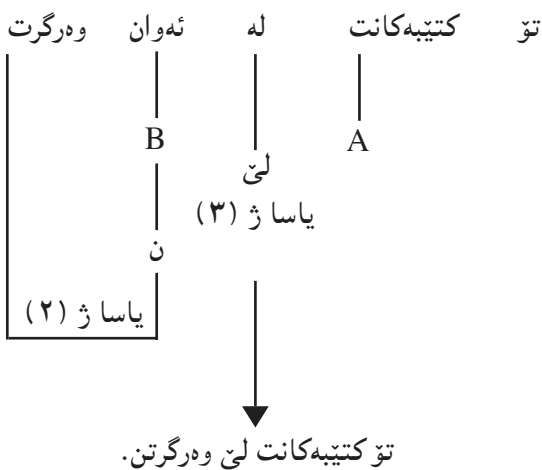 تۆ کتێبەکانت لە ئەوان وەرگرت
B A
لێ
یاسا ژ (٣)
ن
یاسا ژ (٢)
تۆ کتێبەکانت لێ وەرگرتن.